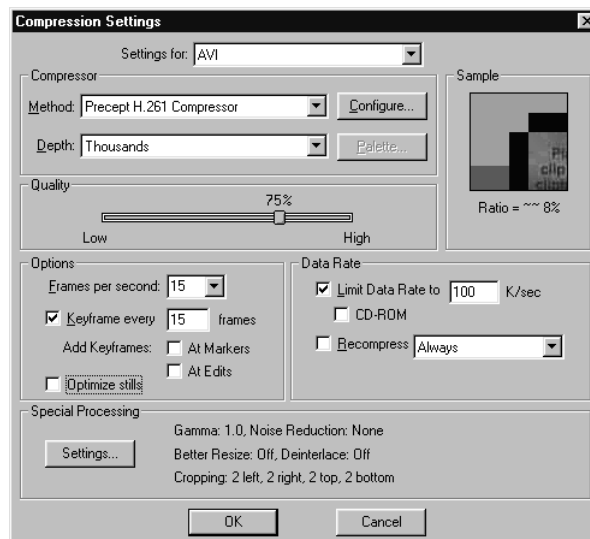 Compression Settings
Settings for: AVI
Compressor
Method: Precept H.261 Compressor
Configure...
Depth: Thousands
Palette...
Sample
Ratio = ~~ 8%
Quality
75%
Low High
Options
Frames per second: 15
Keyframe every 15 frames
Add Keyframes: At Markers
At Edits
Optimize stills
Data Rate
Limit Data Rate to 100 K/sec
CD-ROM
Recompress Always
Special Processing
Settings...
Gamma: 1.0, Noise Reduction: None
Better Resize: Off, Deinterlace: Off
Cropping: 2 left, 2 right, 2 top, 2 bottom
OK Cancel